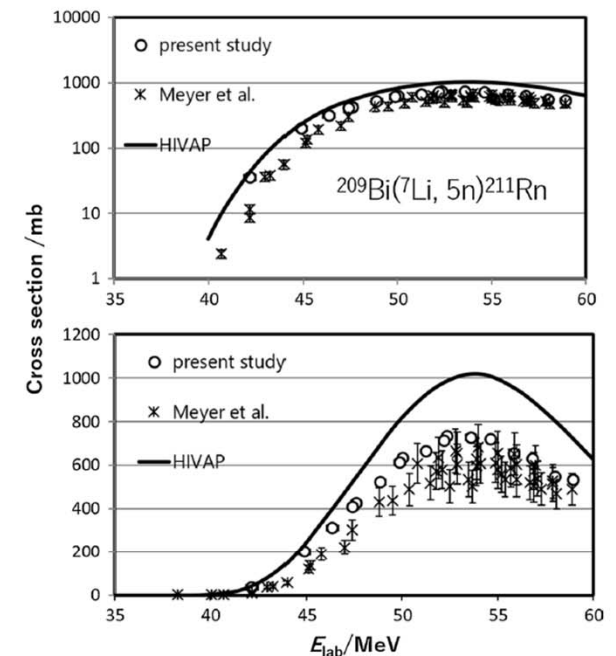 10000
1000
100
10
1
present study
Meyer et al.
HIVAP
²⁰⁹Bi(⁷Li, 5n)²¹¹Rn
35 40 45 50 55 60
Cross section /mb
1200
1000
800
600
400
200
0
present study
Meyer et al.
HIVAP
35 40 45 50 55 60
E_lab/MeV